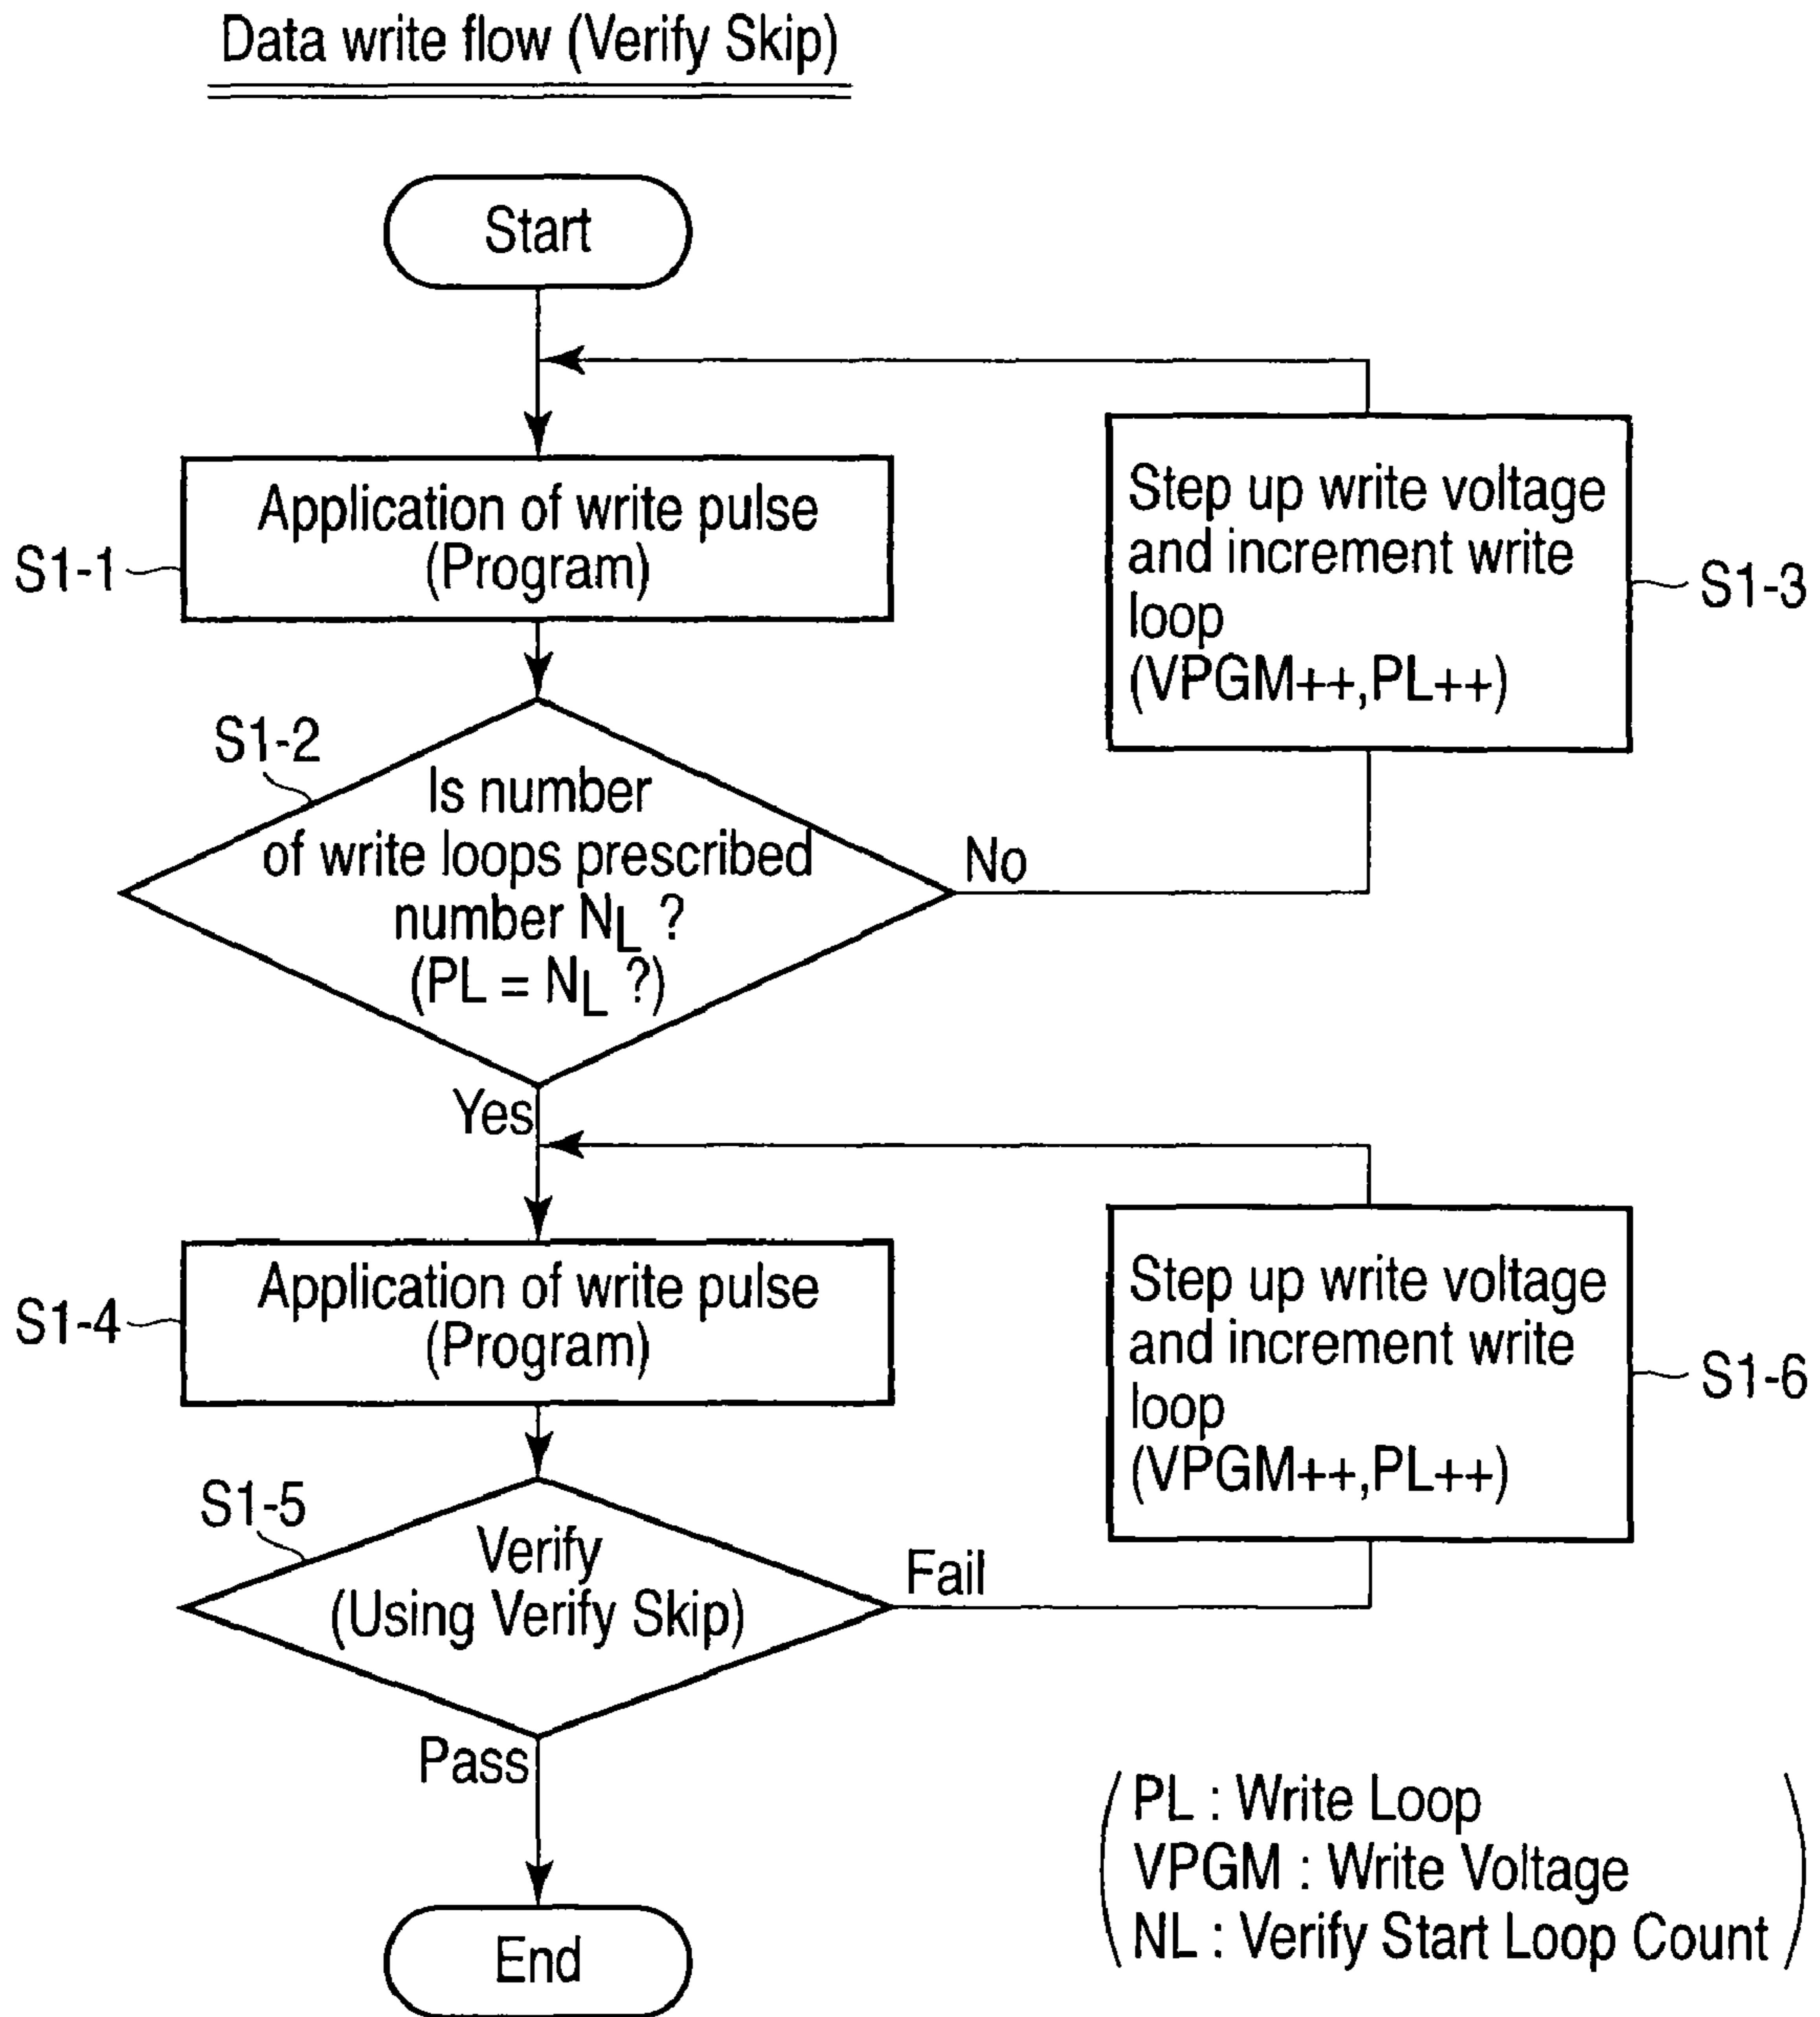 Data write flow (Verify Skip)
Start
Application of write pulse
(Program)
S1-1
Step up write voltage
and increment write
loop
(VPGM++,PL++)
S1-3
S1-2
Is number
of write loops prescribed
number NL ?
(PL = NL ?)
No
Yes
Application of write pulse
(Program)
S1-4
Step up write voltage
and increment write
loop
(VPGM++,PL++)
S1-6
S1-5
Verify
(Using Verify Skip)
Fail
Pass
End
PL : Write Loop
VPGM : Write Voltage
NL : Verify Start Loop Count